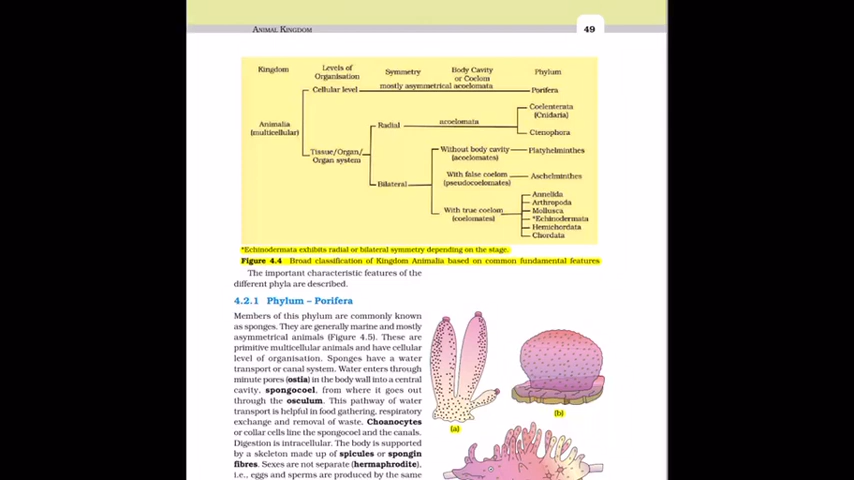 ANIMAL KINGDOM
49
Kingdom
Levels of
Organisation
Symmetry
Body Cavity
or Coelom
Phylum
Cellular level
mostly asymmetrical acoelomata
Porifera
Animalia
(multicellular)
Tissue/Organ/
Organ system
Radial
acoelomata
Coelenterata
(Cnidaria)
Ctenophora
Bilateral
Without body cavity
(acoelomates)
Platyhelminthes
With false coelom
(pseudocoelomates)
Aschelminthes
With true coelom
(coelomates)
Annelida
Arthropoda
Mollusca
*Echinodermata
Hemichordata
Chordata
*Echinodermata exhibits radial or bilateral symmetry depending on the stage.
Figure 4.4 Broad classification of Kingdom Animalia based on common fundamental features
The important characteristic features of the
different phyla are described.
4.2.1 Phylum – Porifera
Members of this phylum are commonly known
as sponges. They are generally marine and mostly
asymmetrical animals (Figure 4.5). These are
primitive multicellular animals and have cellular
level of organisation. Sponges have a water
transport or canal system. Water enters through
minute pores (ostia) in the body wall into a central
cavity, spongocoel, from where it goes out
through the osculum. This pathway of water
transport is helpful in food gathering, respiratory
exchange and removal of waste. Choanocytes
or collar cells line the spongocoel and the canals.
Digestion is intracellular. The body is supported
by a skeleton made up of spicules or spongin
fibres. Sexes are not separate (hermaphrodite),
i.e., eggs and sperms are produced by the same
(a)
(b)